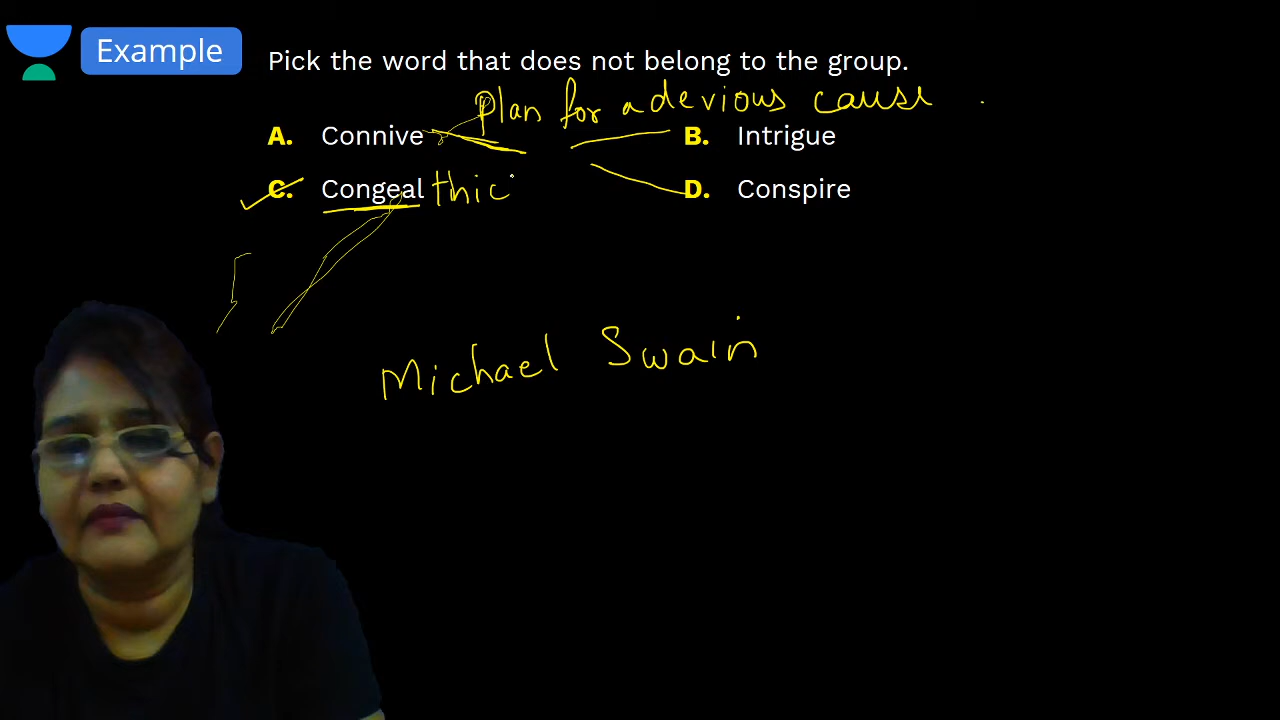 Example
Pick the word that does not belong to the group.
Plan for a devious cause
A. Connive
B. Intrigue
C. Congeal thic
D. Conspire
Michael Swain